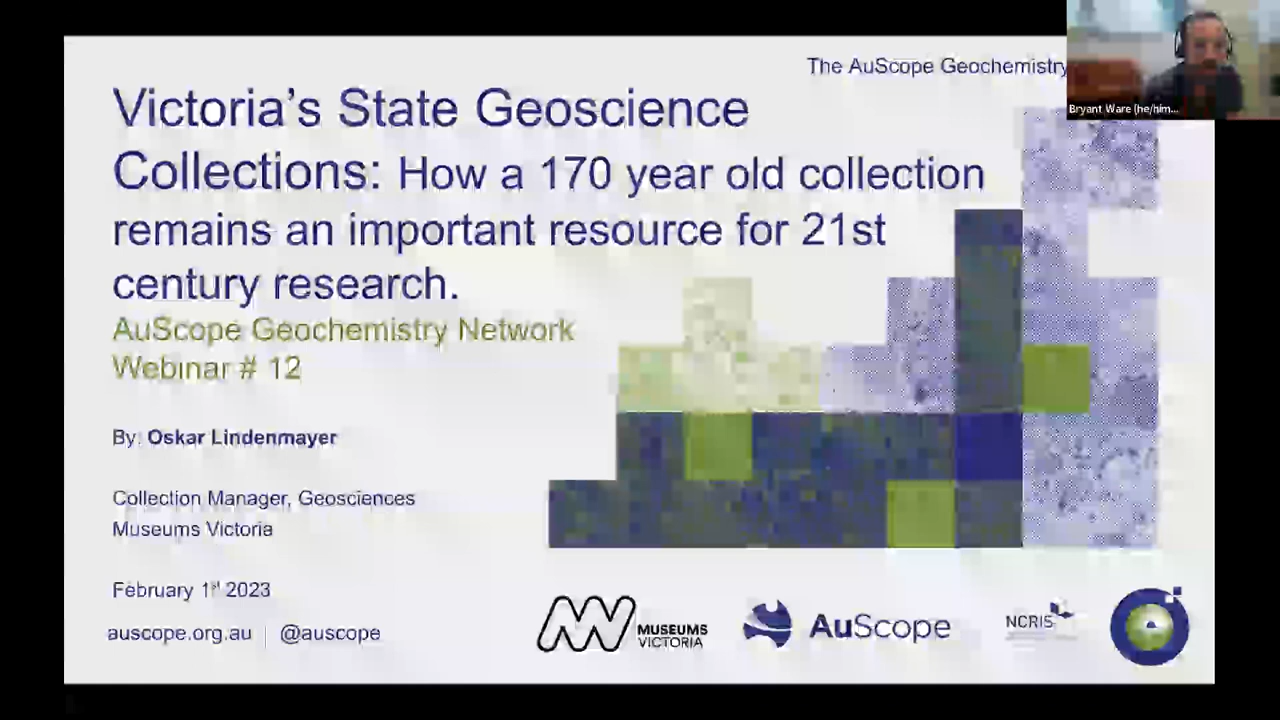 The AuScope Geochemistry
Bryant Ware (he/him...
Victoria's State Geoscience
Collections: How a 170 year old collection
remains an important resource for 21st
century research.
AuScope Geochemistry Network
Webinar # 12
By: Oskar Lindenmayer
Collection Manager, Geosciences
Museums Victoria
February 1st 2023
auscope.org.au | @auscope
MUSEUMS
VICTORIA
AuScope
NCRIS